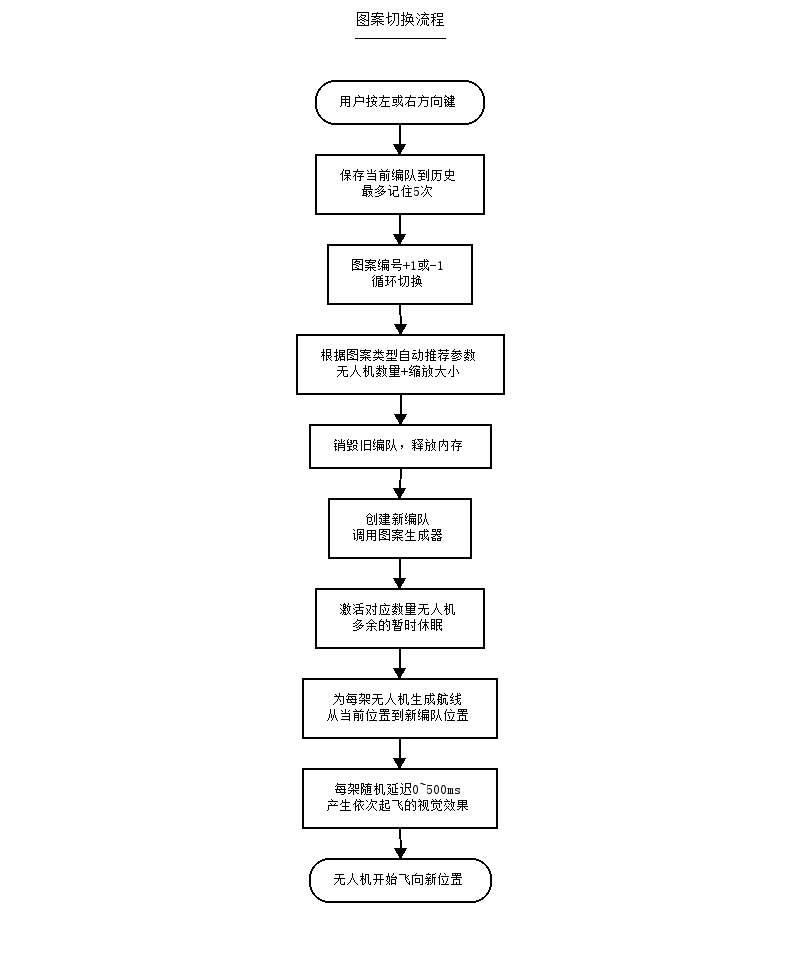 图案切换流程
用户按左或右方向键
保存当前编队到历史
最多记住5次
图案编号+1或-1
循环切换
根据图案类型自动推荐参数
无人机数量+缩放大小
销毁旧编队，释放内存
创建新编队
调用图案生成器
激活对应数量无人机
多余的暂时休眠
为每架无人机生成航线
从当前位置到新编队位置
每架随机延迟0~500ms
产生依次起飞的视觉效果
无人机开始飞向新位置